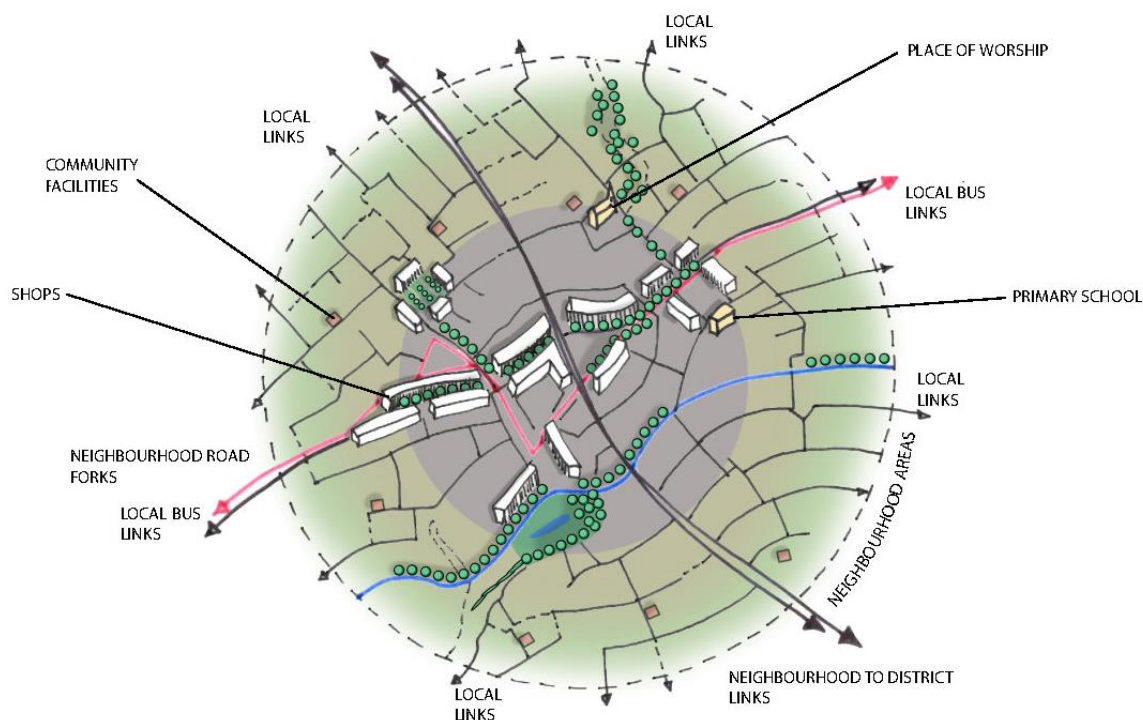 LOCAL
LINKS
PLACE OF WORSHIP
LOCAL
LINKS
COMMUNITY
FACILITIES
LOCAL BUS
LINKS
SHOPS
PRIMARY SCHOOL
LOCAL
LINKS
NEIGHBOURHOOD ROAD
FORKS
NEIGHBOURHOOD AREAS
LOCAL BUS
LINKS
NEIGHBOURHOOD TO DISTRICT
LINKS
LOCAL
LINKS